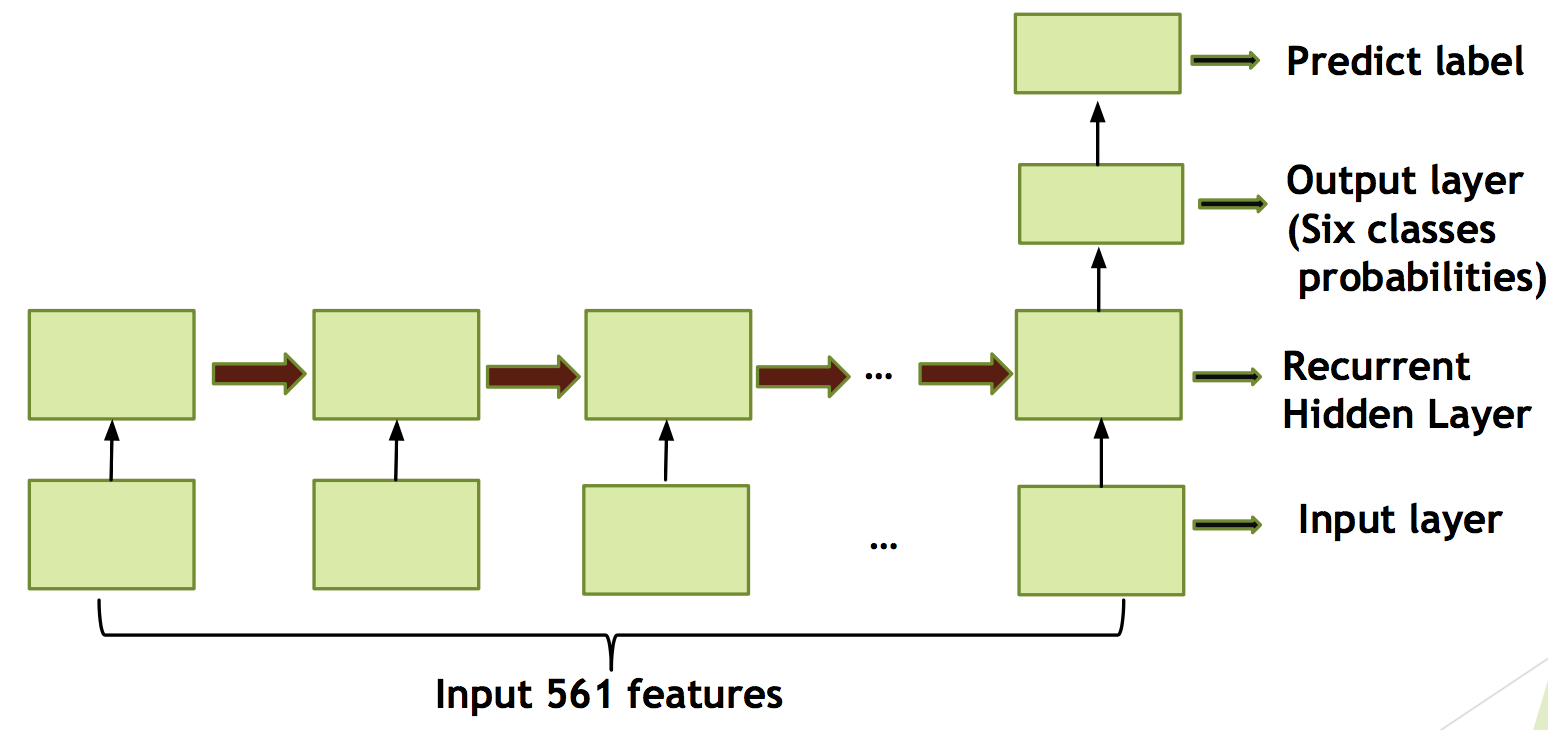 Predict label
Output layer
(Six classes
probabilities)
...
Recurrent
Hidden Layer
Input layer
...
Input 561 features